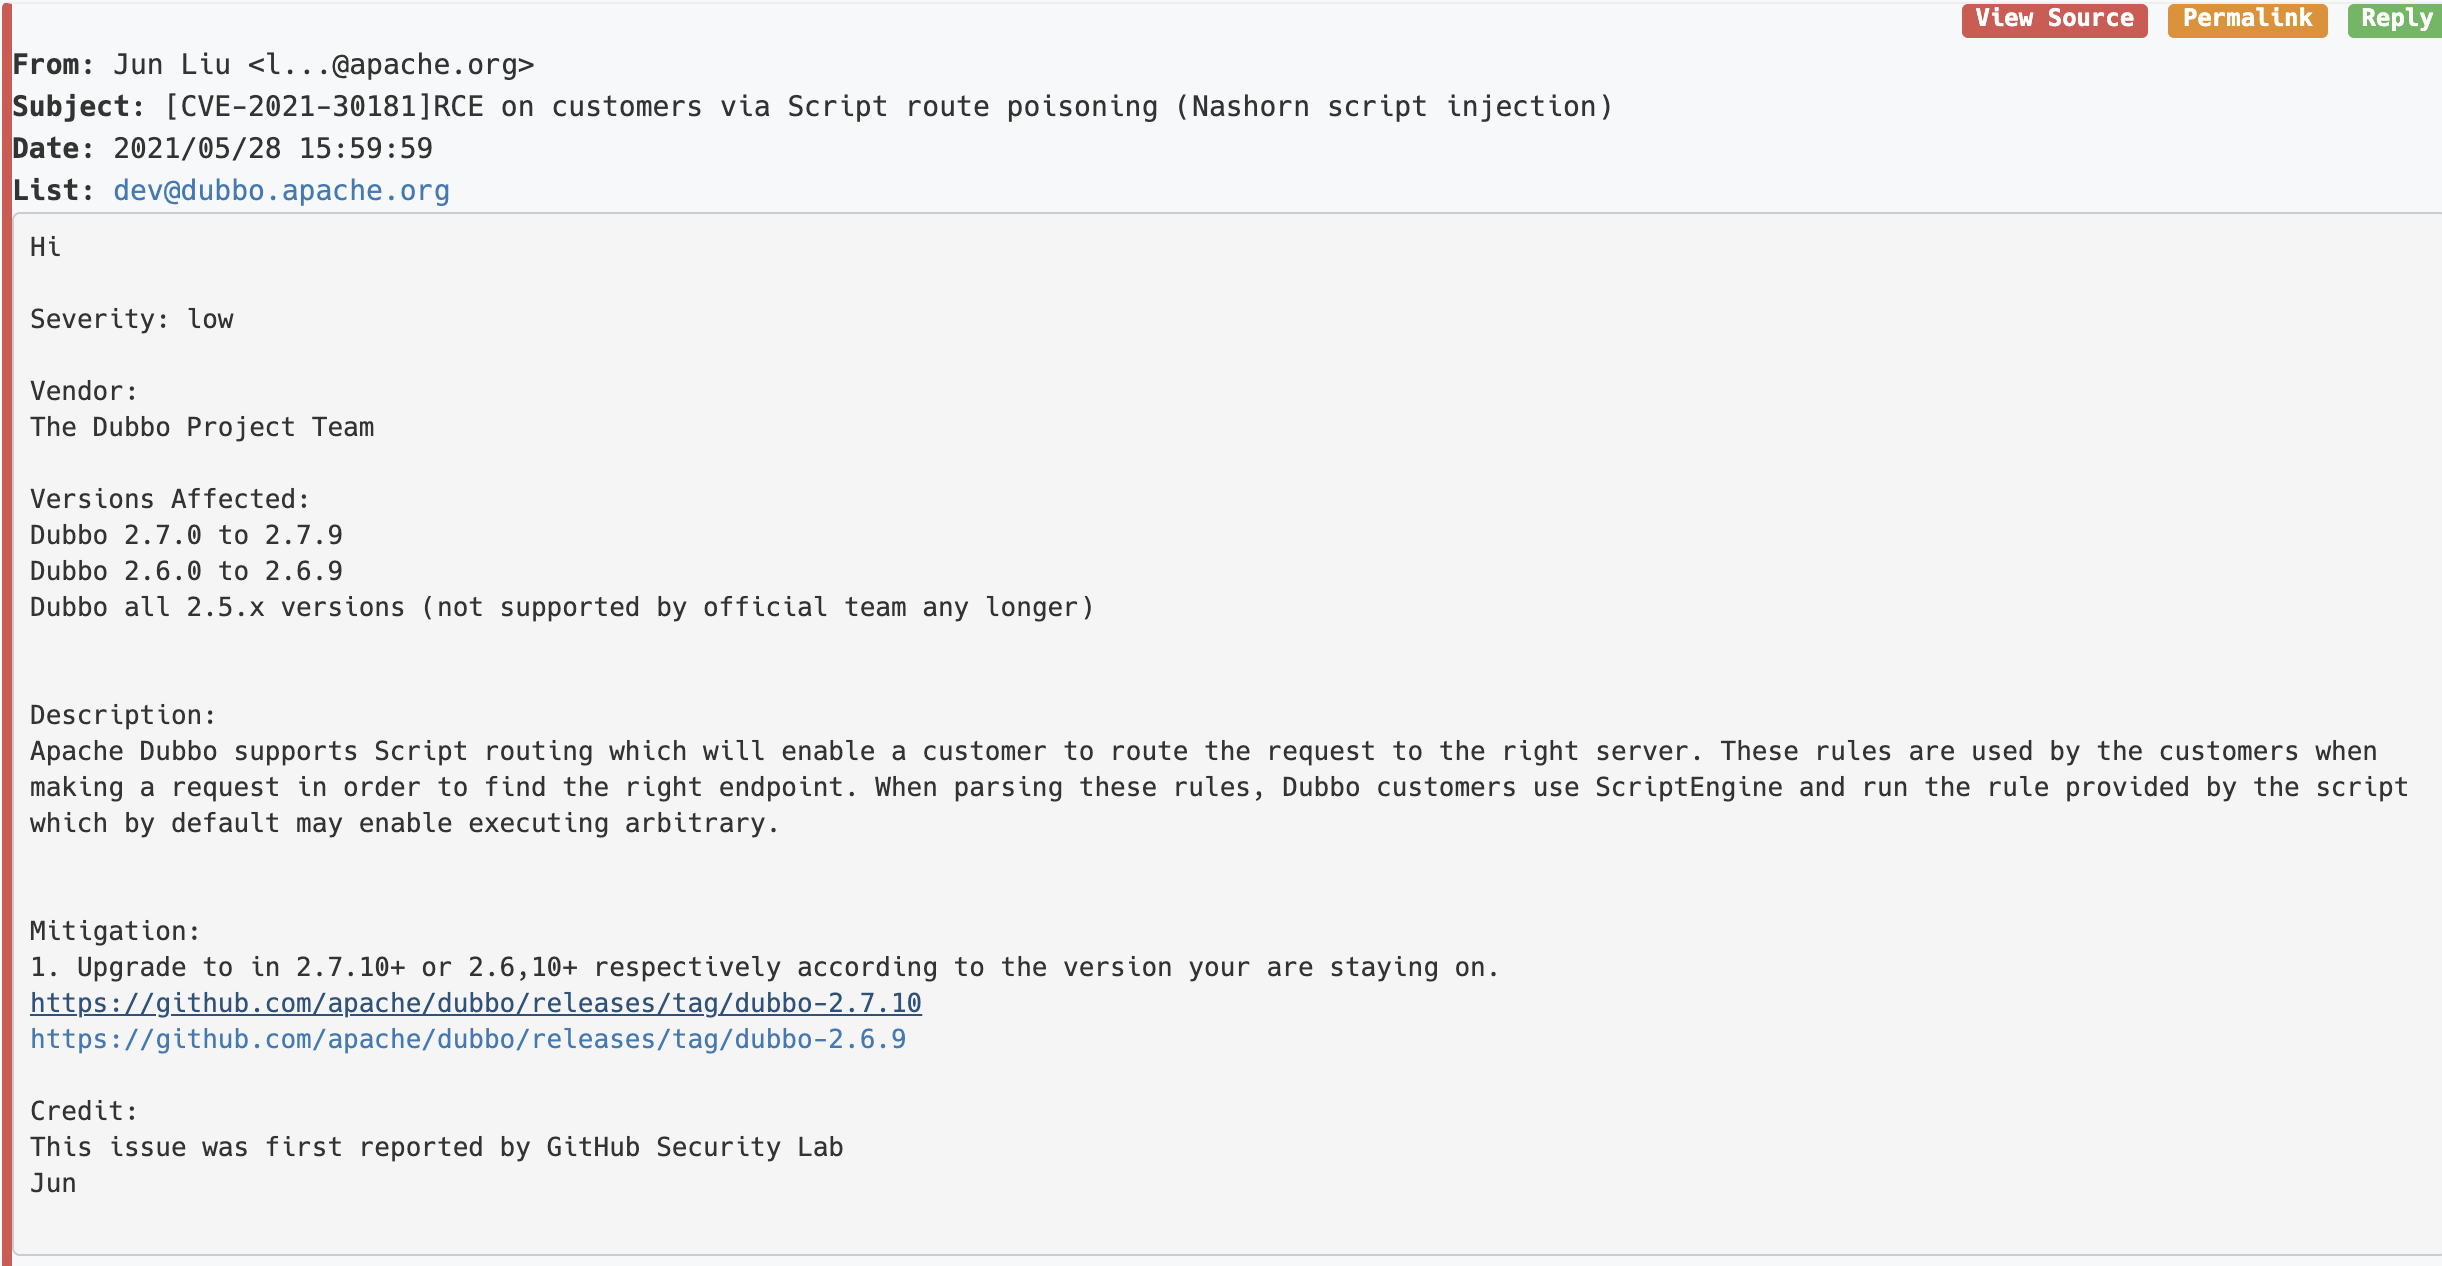 View Source Permalink Reply
From: Jun Liu <l...@apache.org>
Subject: [CVE-2021-30181]RCE on customers via Script route poisoning (Nashorn script injection)
Date: 2021/05/28 15:59:59
List: dev@dubbo.apache.org
Hi
Severity: low
Vendor:
The Dubbo Project Team
Versions Affected:
Dubbo 2.7.0 to 2.7.9
Dubbo 2.6.0 to 2.6.9
Dubbo all 2.5.x versions (not supported by official team any longer)
Description:
Apache Dubbo supports Script routing which will enable a customer to route the request to the right server. These rules are used by the customers when
making a request in order to find the right endpoint. When parsing these rules, Dubbo customers use ScriptEngine and run the rule provided by the script
which by default may enable executing arbitrary.
Mitigation:
1. Upgrade to in 2.7.10+ or 2.6,10+ respectively according to the version your are staying on.
https://github.com/apache/dubbo/releases/tag/dubbo-2.7.10
https://github.com/apache/dubbo/releases/tag/dubbo-2.6.9
Credit:
This issue was first reported by GitHub Security Lab
Jun